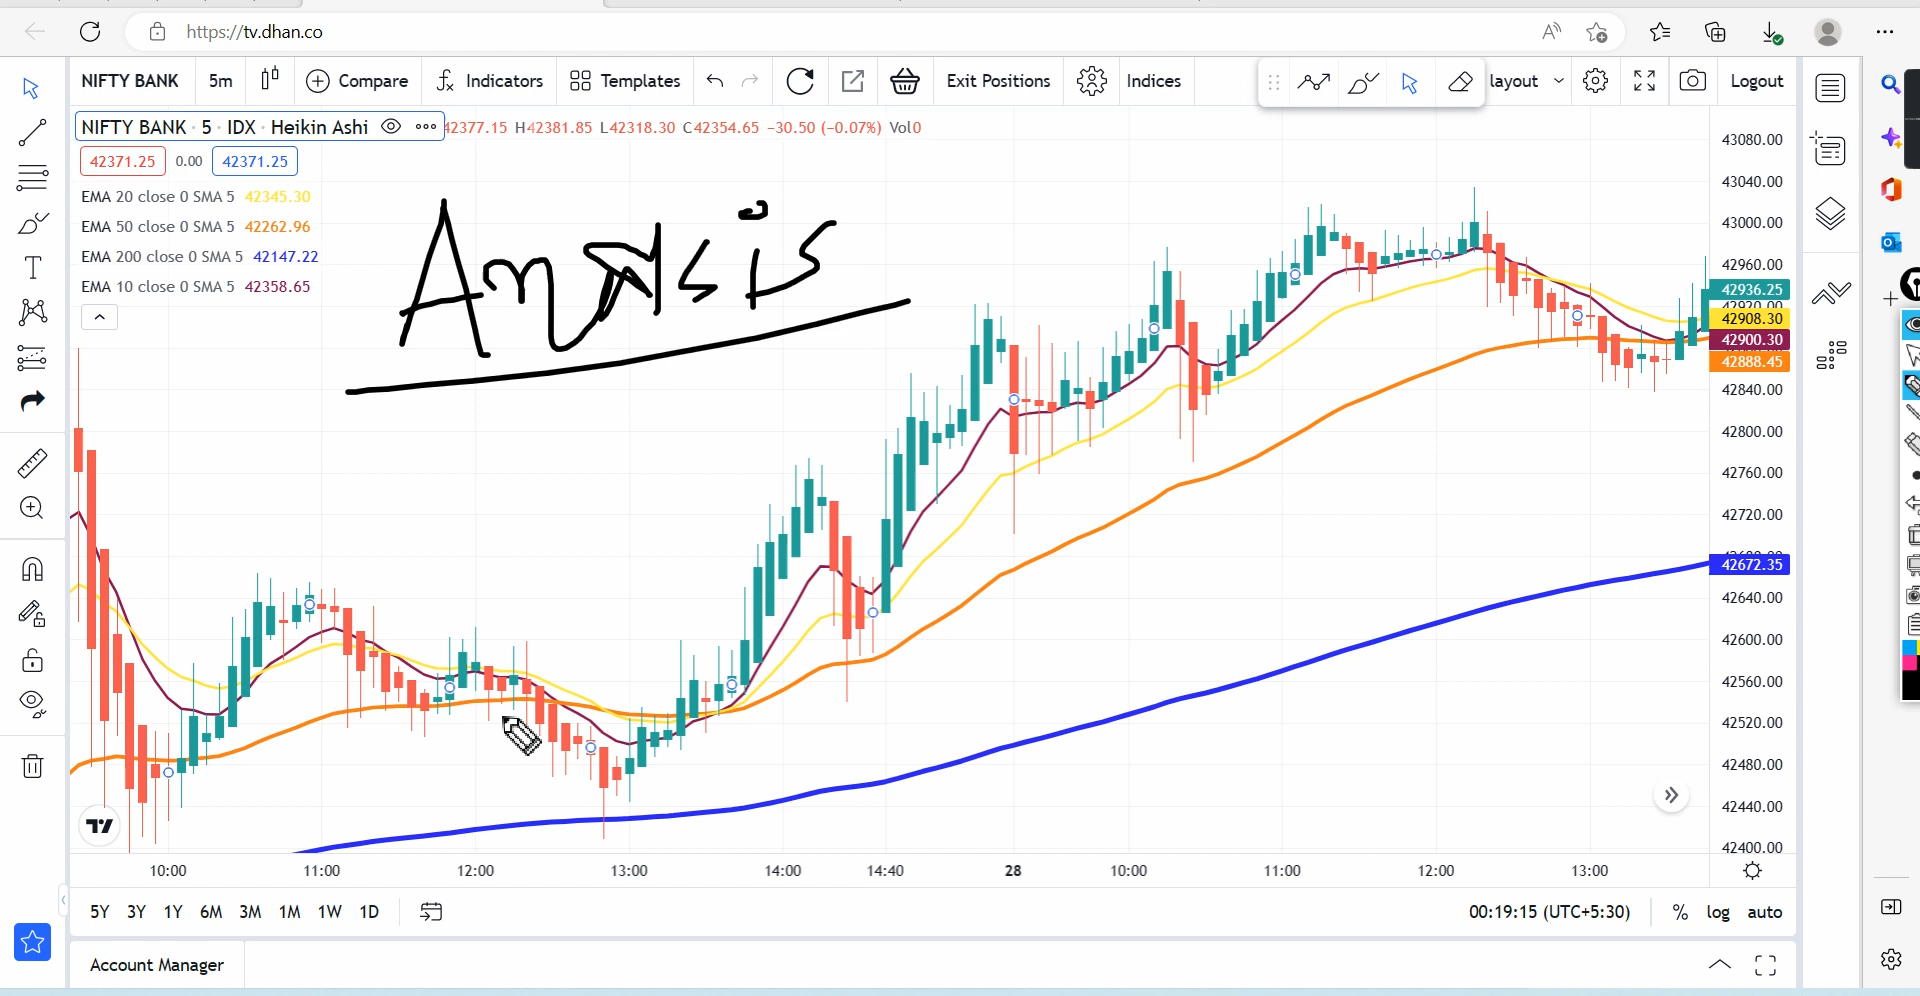 https://tv.dhan.co
NIFTY BANK 5m Compare Indicators Templates Exit Positions Indices layout Logout
NIFTY BANK · 5 · IDX · Heikin Ashi 42377.15 H42381.85 L42318.30 C42354.65 −30.50 (−0.07%) Vol0
42371.25 0.00 42371.25
EMA 20 close 0 SMA 5 42345.30
EMA 50 close 0 SMA 5 42262.96
EMA 200 close 0 SMA 5 42147.22
EMA 10 close 0 SMA 5 42358.65
43080.00
43040.00
43000.00
42960.00
42936.25
42920.00
42908.30
42900.30
42888.45
42840.00
42800.00
42760.00
42720.00
42672.35
42640.00
42600.00
42560.00
42520.00
42480.00
42440.00
42400.00
10:00 11:00 12:00 13:00 14:00 14:40 28 10:00 11:00 12:00 13:00
5Y 3Y 1Y 6M 3M 1M 1W 1D 00:19:15 (UTC+5:30) % log auto
Account Manager